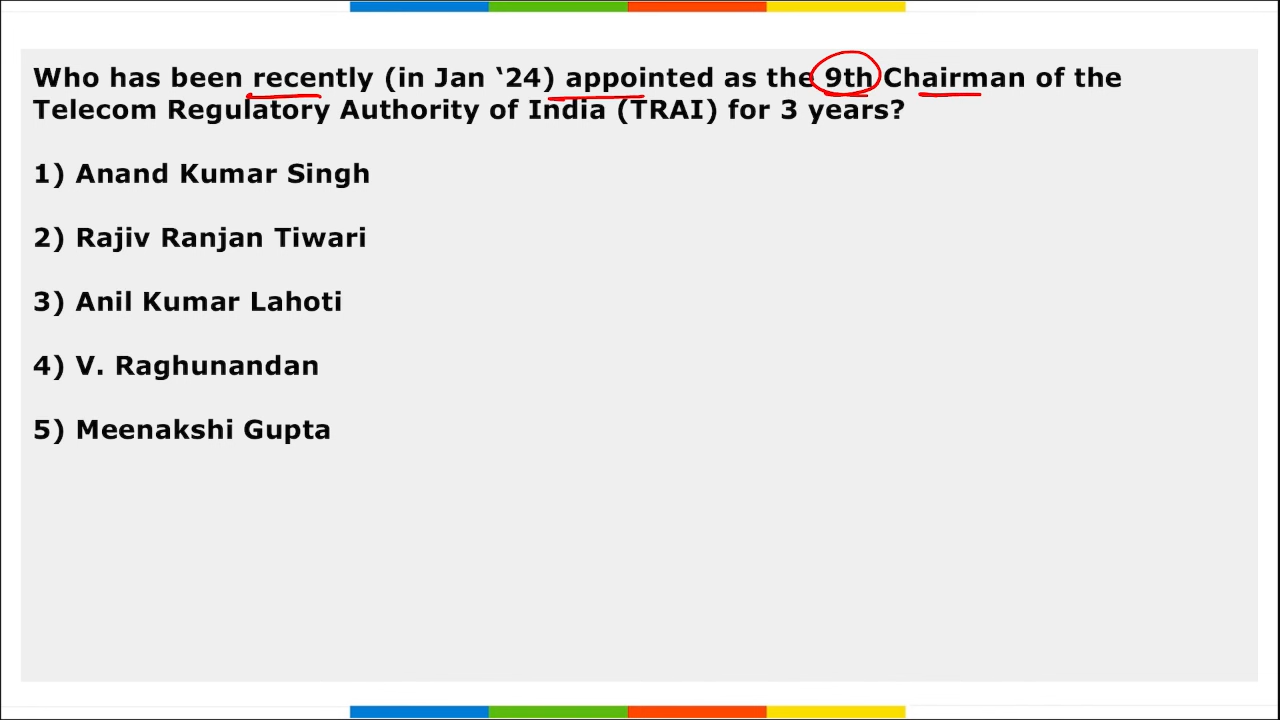 Who has been recently (in Jan ‘24) appointed as the 9th Chairman of the
Telecom Regulatory Authority of India (TRAI) for 3 years?
1) Anand Kumar Singh
2) Rajiv Ranjan Tiwari
3) Anil Kumar Lahoti
4) V. Raghunandan
5) Meenakshi Gupta